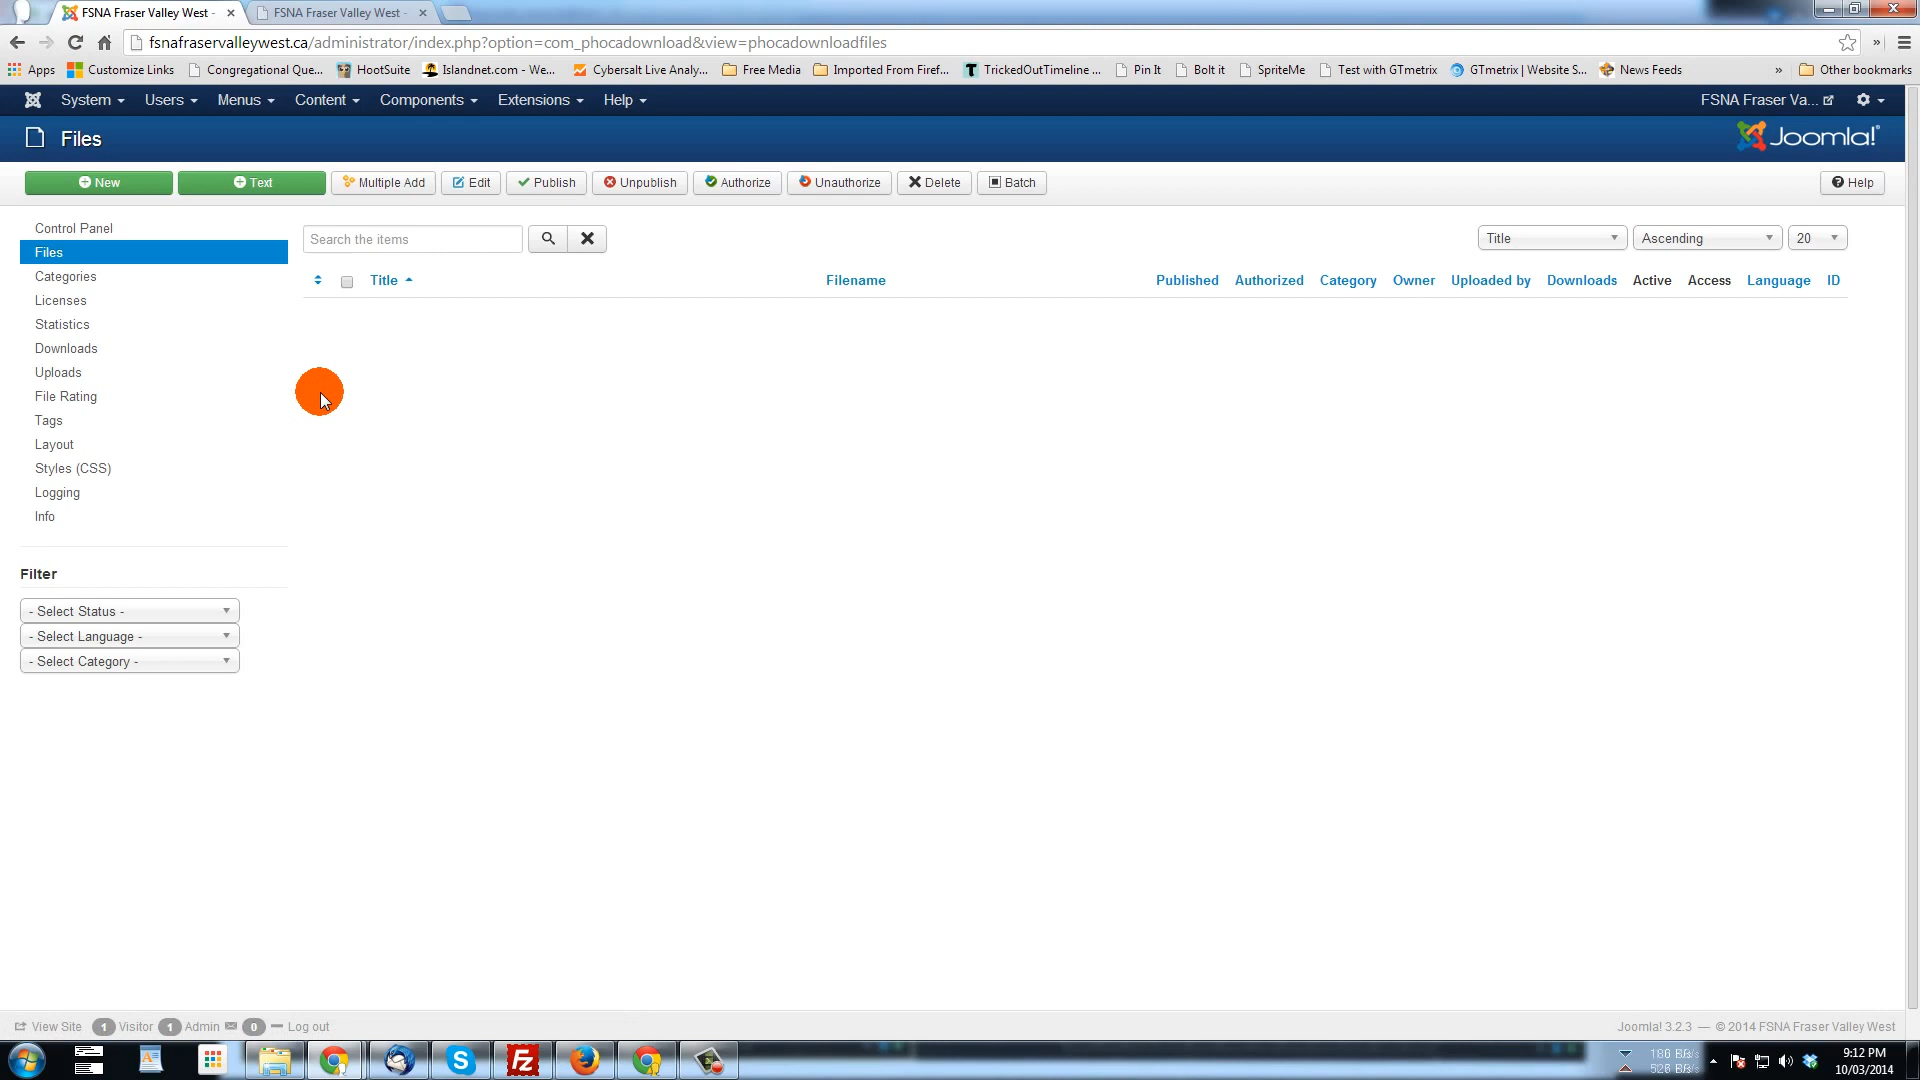 FSNA Fraser Valley West -
FSNA Fraser Valley West -
fsnafraservalleywest.ca/administrator/index.php?option=com_phocadownload&view=phocadownloadfiles
Apps Customize Links Congregational Que... HootSuite Islandnet.com - We... Cybersalt Live Analy... Free Media Imported From Firef... TrickedOutTimeline ... Pin It Bolt it SpriteMe Test with GTmetrix GTmetrix | Website S... News Feeds » Other bookmarks
System Users Menus Content Components Extensions Help FSNA Fraser Va...
Files Joomla!
New Text Multiple Add Edit Publish Unpublish Authorize Unauthorize Delete Batch Help
Control Panel
Files
Categories
Licenses
Statistics
Downloads
Uploads
File Rating
Tags
Layout
Styles (CSS)
Logging
Info
Filter
- Select Status -
- Select Language -
- Select Category -
Search the items Title Ascending 20
Title Filename Published Authorized Category Owner Uploaded by Downloads Active Access Language ID
View Site 1 Visitor 1 Admin 0 Log out Joomla! 3.2.3 — © 2014 FSNA Fraser Valley West
9:12 PM
10/03/2014